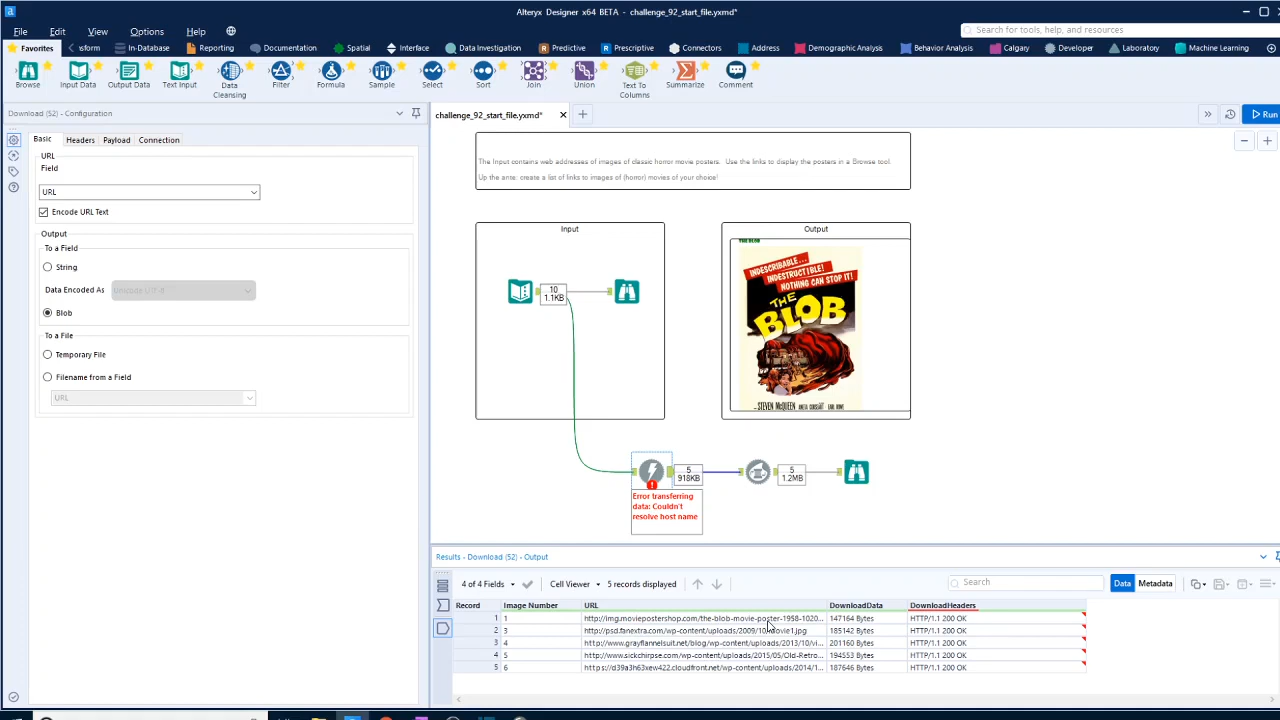 Alteryx Designer x64 BETA - challenge_92_start_file.yxmd*
File Edit View Options Help
Search for tools, help, and resources
Favorites isform In-Database Reporting Documentation Spatial Interface Data Investigation Predictive Prescriptive Connectors Address Demographic Analysis Behavior Analysis Calgary Developer Laboratory Machine Learning
Browse Input Data Output Data Text Input Data Cleansing Filter Formula Sample Select Sort Join Union Text To Columns Summarize Comment
Download (52) - Configuration
challenge_92_start_file.yxmd*
Run
Basic Headers Payload Connection
URL
Field
URL
Encode URL Text
Output
To a Field
String
Data Encoded As
Blob
To a File
Temporary File
Filename from a Field
URL
The Input contains web addresses of images of classic horror movie posters. Use the links to display the posters in a Browse tool.
Up the ante: create a list of links to images of (horror) movies of your choice!
Input
10
1.1KB
Output
THE BLOB
INDESCRIBABLE...
INDESTRUCTIBLE!
NOTHING CAN STOP IT!
THE
BLOB
STEVEN McQUEEN
5
918KB
5
1.2MB
Error transferring
data: Couldn't
resolve host name
Results - Download (52) - Output
4 of 4 Fields Cell Viewer 5 records displayed Search Data Metadata
Record Image Number URL DownloadData DownloadHeaders
1 1 http://img.moviepostershop.com/the-blob-movie-poster-1958-1020... 147164 Bytes HTTP/1.1 200 OK
2 3 http://psd.fanextra.com/wp-content/uploads/2009/10/movie1.jpg 185142 Bytes HTTP/1.1 200 OK
3 4 http://www.grayflannelsuit.net/blog/wp-content/uploads/2013/10/vi... 201160 Bytes HTTP/1.1 200 OK
4 5 http://www.sickchirpse.com/wp-content/uploads/2015/05/Old-Retro... 194553 Bytes HTTP/1.1 200 OK
5 6 https://d39a3h63xew422.cloudfront.net/wp-content/uploads/2014/1... 187646 Bytes HTTP/1.1 200 OK